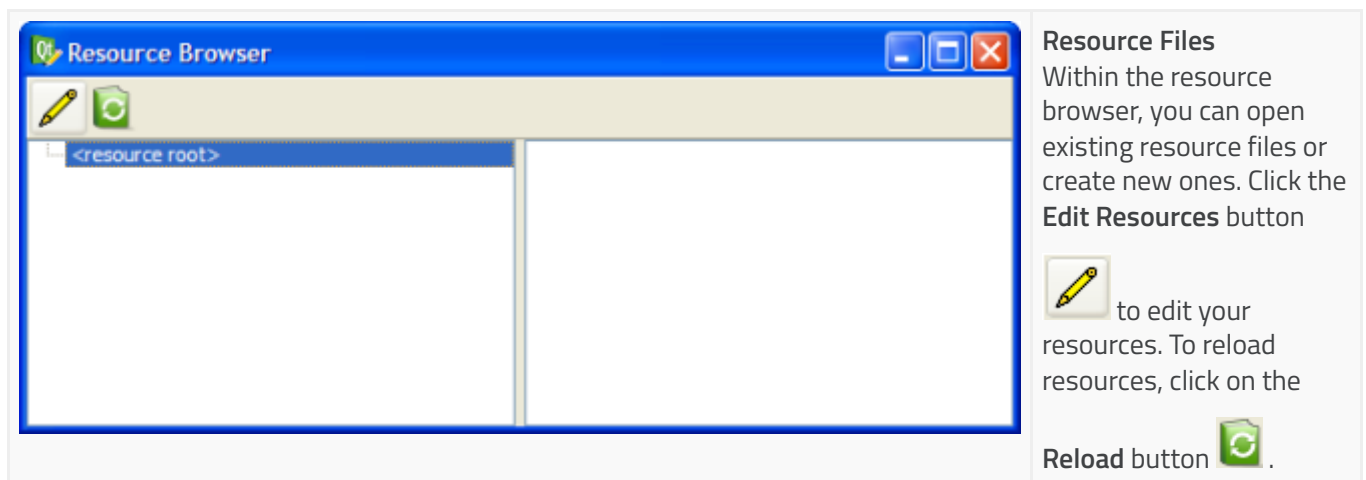 Resource Browser
<resource root>
Resource Files
Within the resource
browser, you can open
existing resource files or
create new ones. Click the
Edit Resources button
to edit your
resources. To reload
resources, click on the
Reload button .